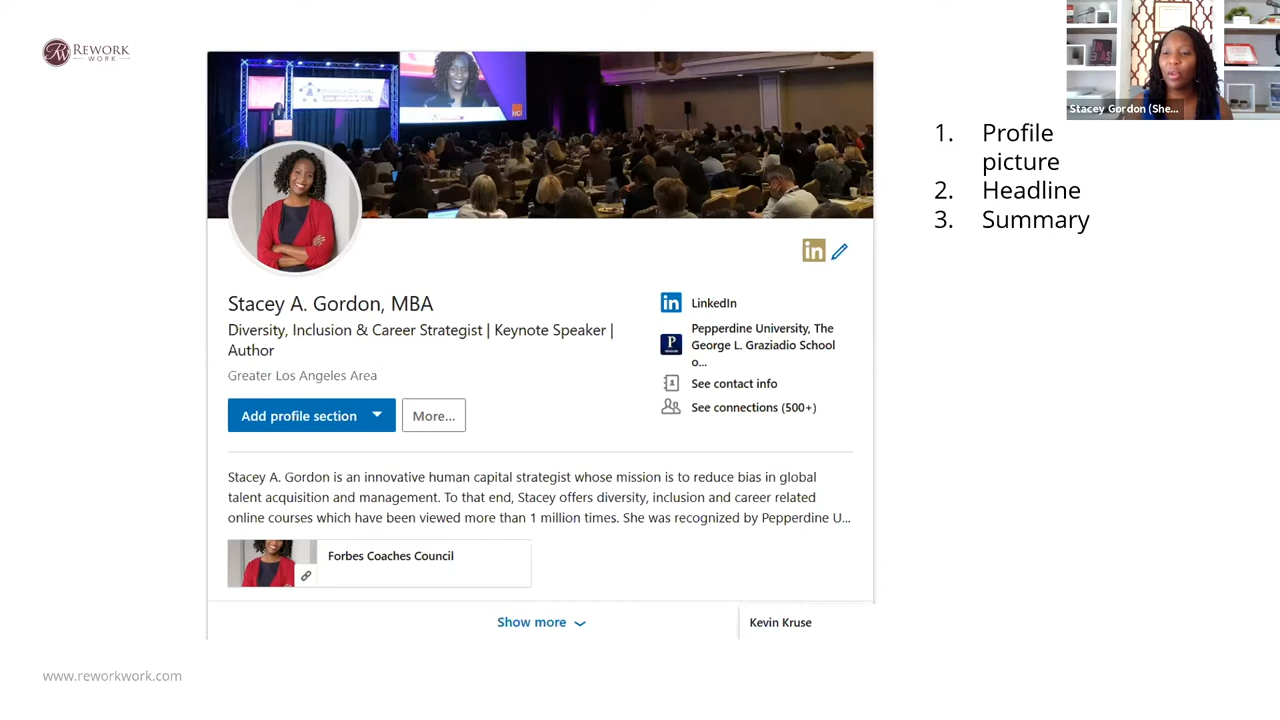 REWORK
WORK
HCI
Stacey Gordon (She...
1. Profile
picture
2. Headline
3. Summary
in
Stacey A. Gordon, MBA
Diversity, Inclusion & Career Strategist | Keynote Speaker |
Author
Greater Los Angeles Area
Add profile section
More...
in LinkedIn
P Pepperdine University, The
George L. Graziadio School
o...
See contact info
See connections (500+)
Stacey A. Gordon is an innovative human capital strategist whose mission is to reduce bias in global
talent acquisition and management. To that end, Stacey offers diversity, inclusion and career related
online courses which have been viewed more than 1 million times. She was recognized by Pepperdine U...
Forbes Coaches Council
Show more
Kevin Kruse
www.reworkwork.com